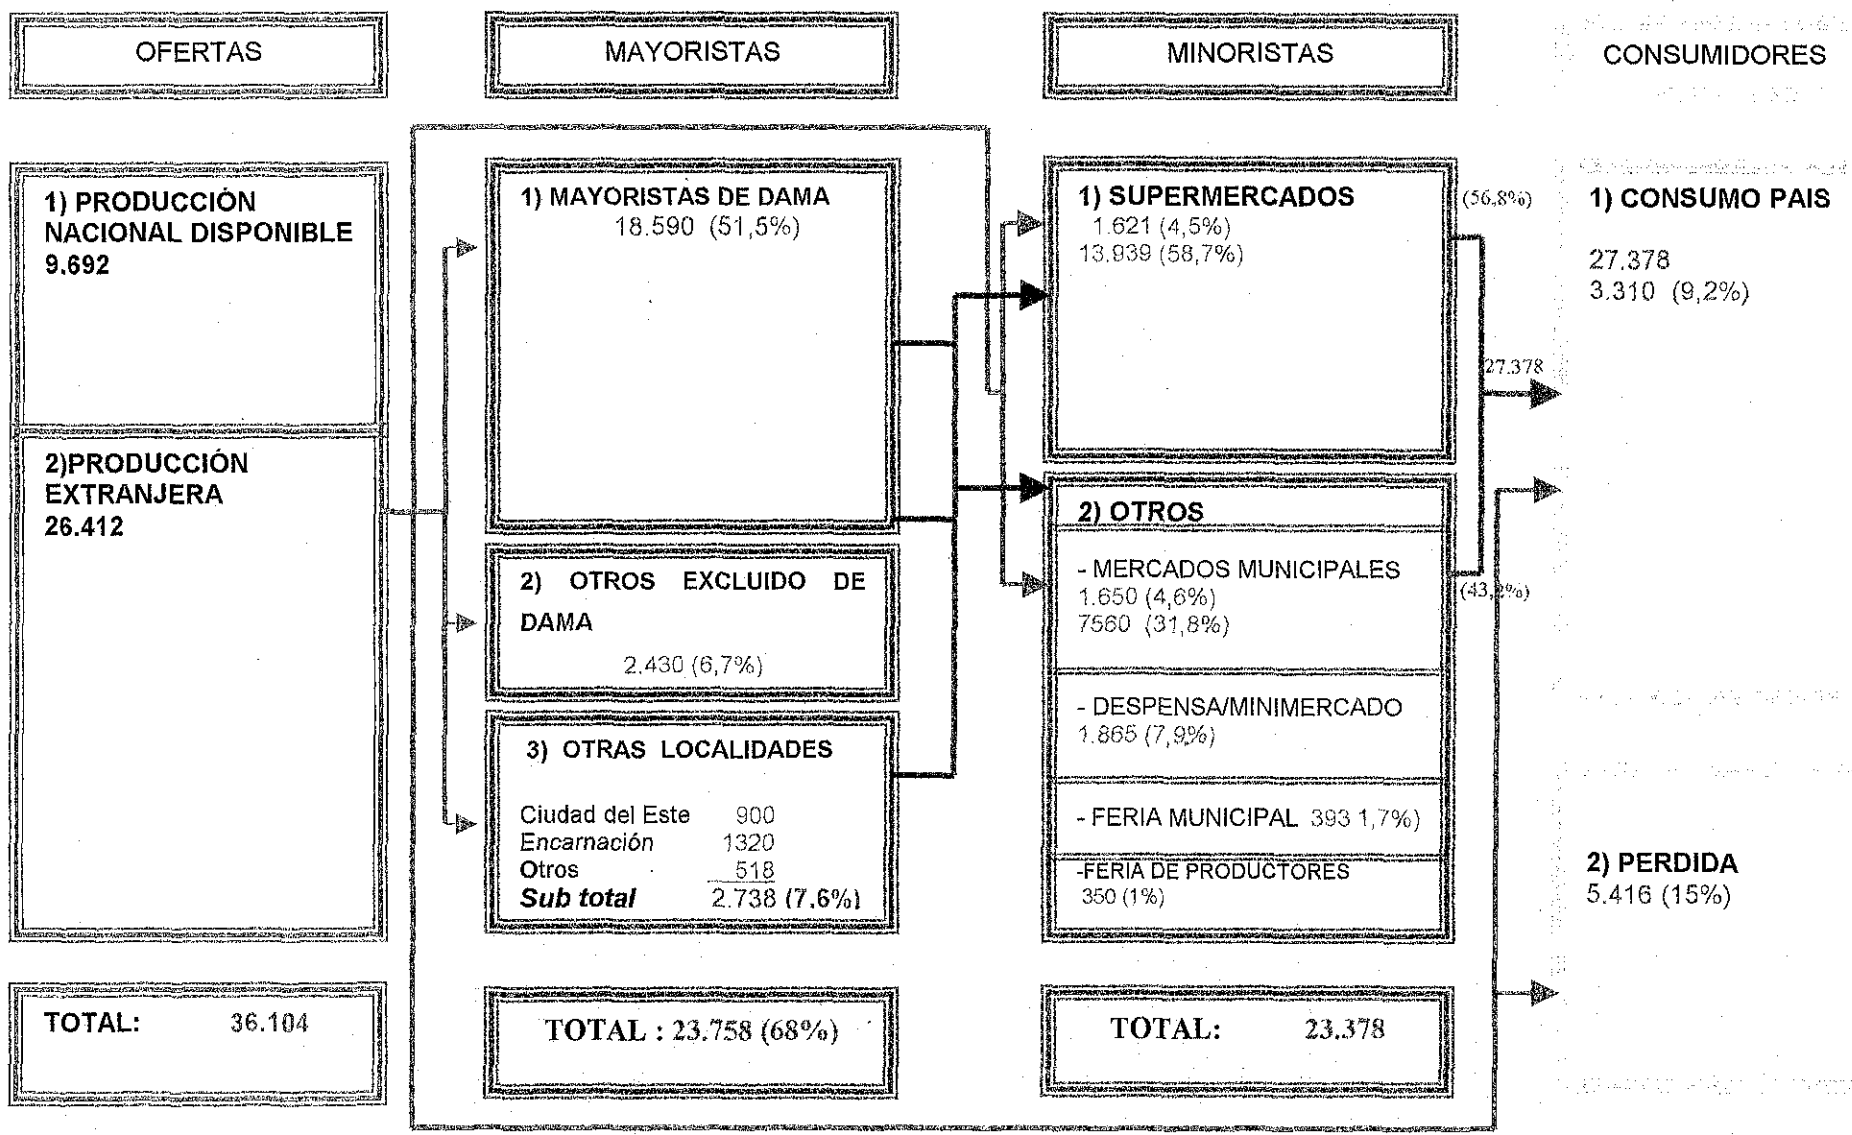 OFERTAS
MAYORISTAS
MINORISTAS
CONSUMIDORES
1) PRODUCCIÓN
NACIONAL DISPONIBLE
9.692
2)PRODUCCIÓN
EXTRANJERA
26.412
TOTAL: 36.104
1) MAYORISTAS DE DAMA
18.590 (51,5%)
2) OTROS EXCLUIDO DE
DAMA
2.430 (6,7%)
3) OTRAS LOCALIDADES
Ciudad del Este 900
Encarnación 1320
Otros 518
Sub total 2.738 (7,6%)
TOTAL : 23.758 (68%)
1) SUPERMERCADOS
1.621 (4,5%)
13.939 (58,7%)
2) OTROS
- MERCADOS MUNICIPALES
1.650 (4,6%)
7560 (31,8%)
- DESPENSA/MINIMERCADO
1.865 (7,9%)
- FERIA MUNICIPAL 393 1,7%)
-FERIA DE PRODUCTORES
350 (1%)
TOTAL: 23.378
(56,8%)
27.378
(43,2%)
1) CONSUMO PAIS
27.378
3.310 (9,2%)
2) PERDIDA
5.416 (15%)